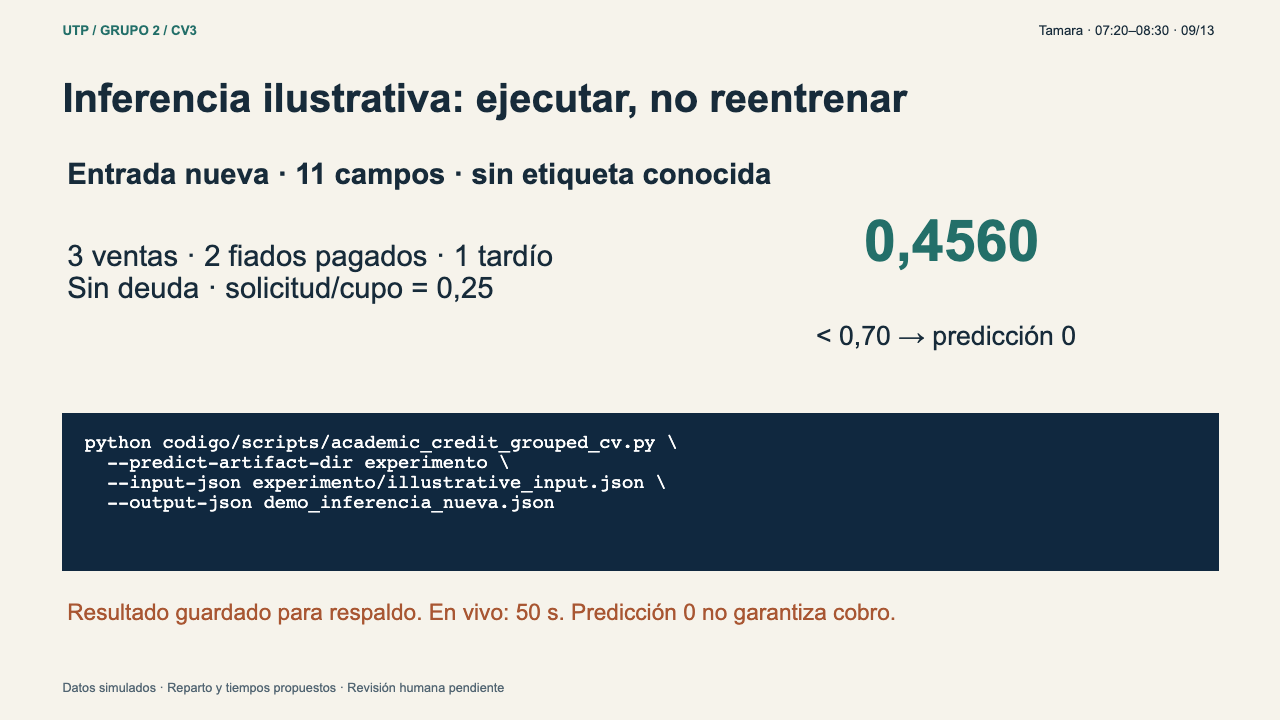 UTP / GRUPO 2 / CV3
Tamara · 07:20–08:30 · 09/13
Inferencia ilustrativa: ejecutar, no reentrenar
Entrada nueva · 11 campos · sin etiqueta conocida
0,4560
3 ventas · 2 fiados pagados · 1 tardío
Sin deuda · solicitud/cupo = 0,25
< 0,70 → predicción 0
python codigo/scripts/academic_credit_grouped_cv.py \
  --predict-artifact-dir experimento \
  --input-json experimento/illustrative_input.json \
  --output-json demo_inferencia_nueva.json
Resultado guardado para respaldo. En vivo: 50 s. Predicción 0 no garantiza cobro.
Datos simulados · Reparto y tiempos propuestos · Revisión humana pendiente